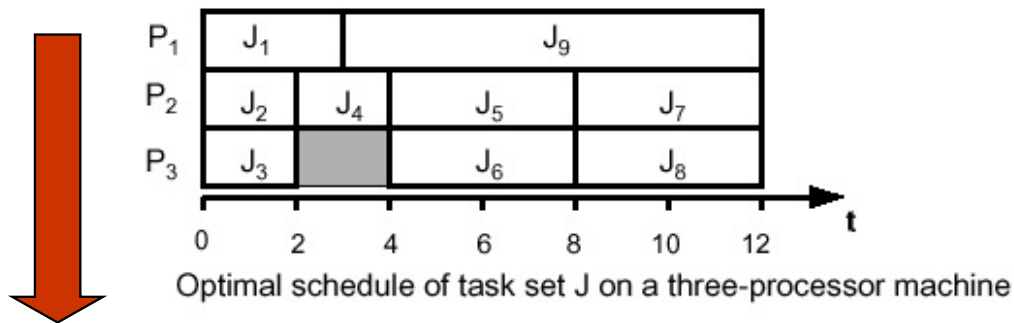 P₁ J₁ J₉
P₂ J₂ J₄ J₅ J₇
P₃ J₃ J₆ J₈
t
0 2 4 6 8 10 12
Optimal schedule of task set J on a three-processor machine